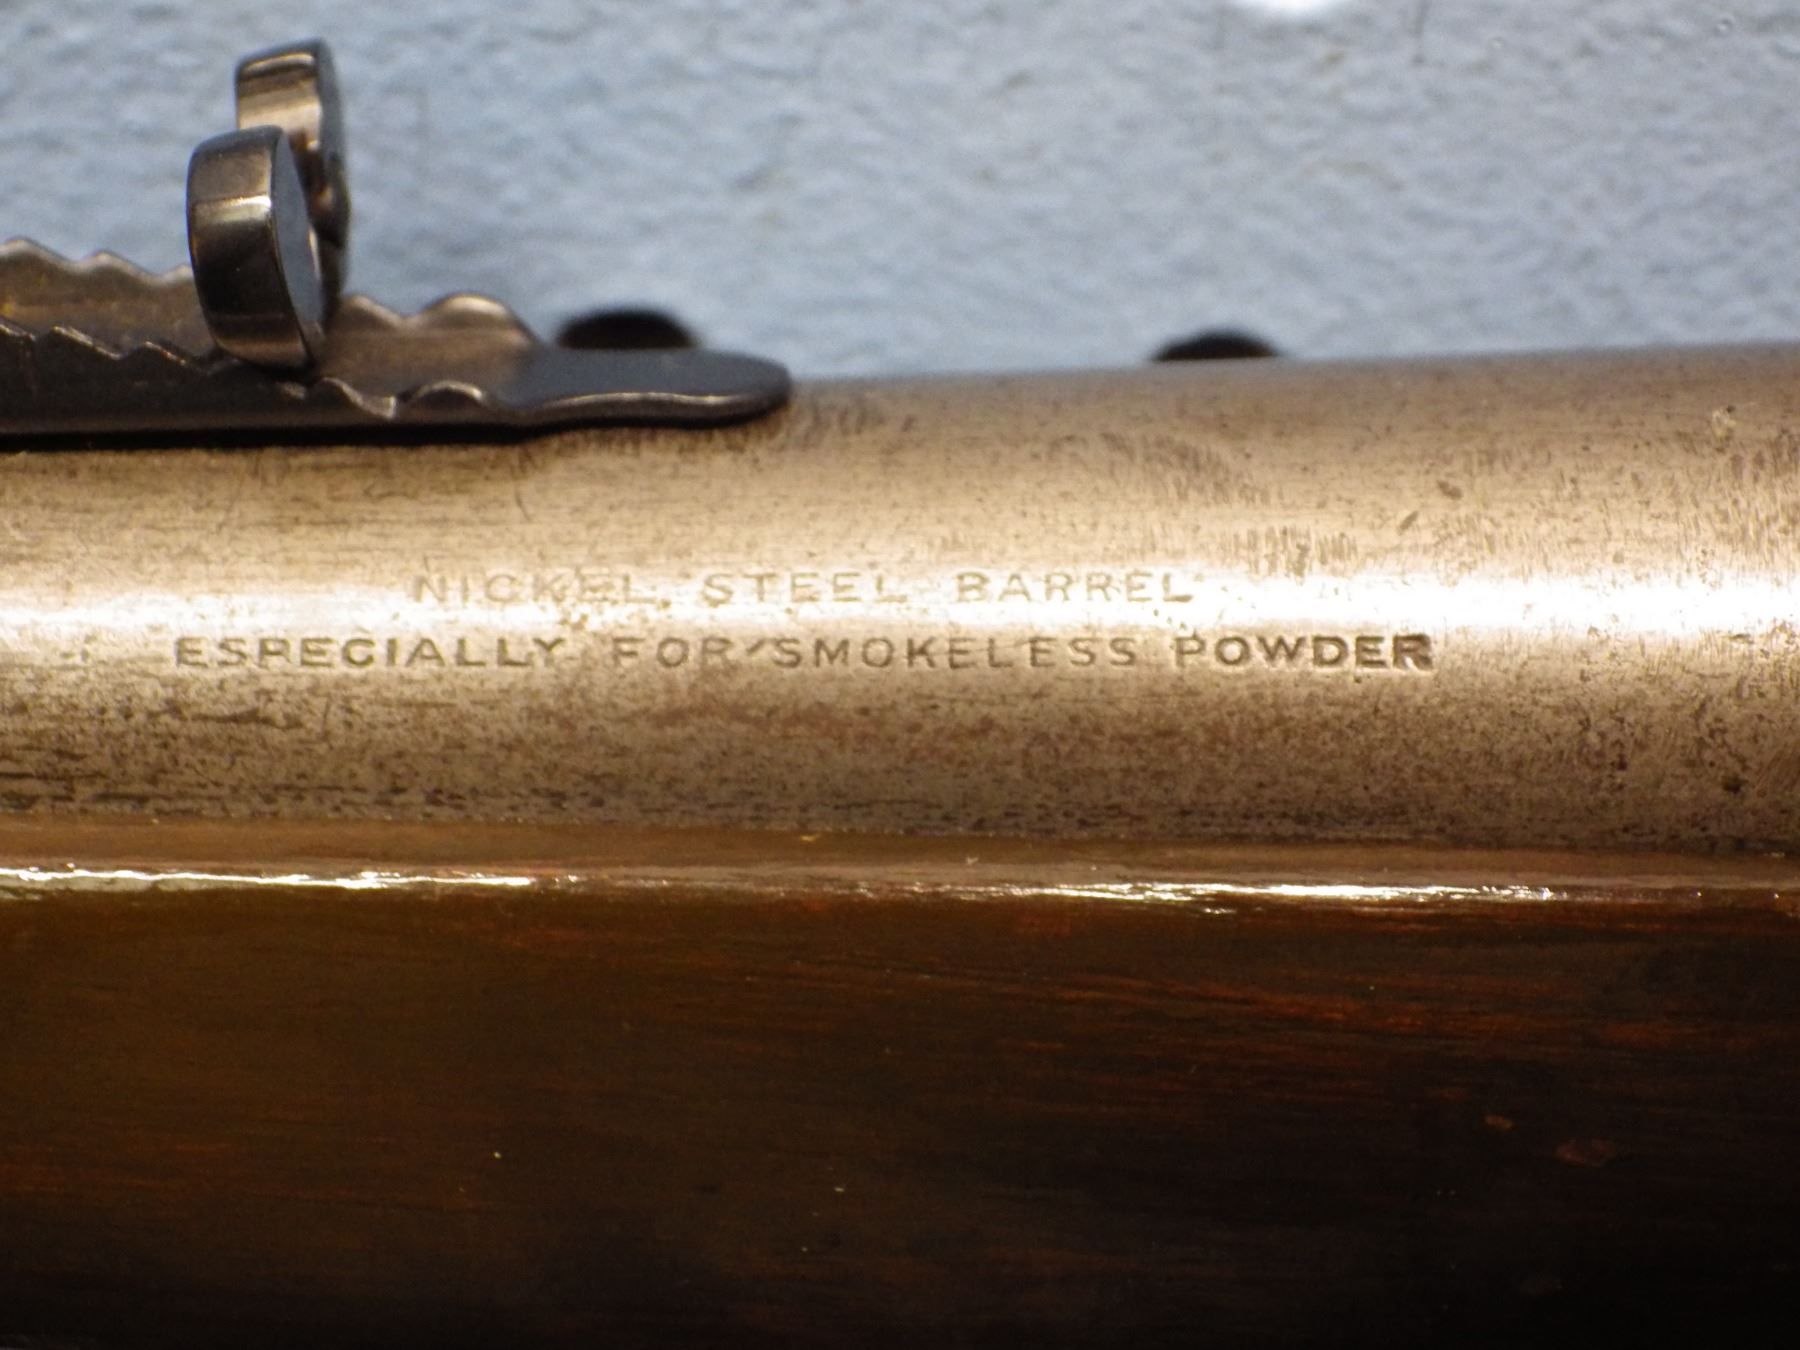 NICKEL STEEL BARREL
ESPECIALLY FOR SMOKELESS POWDER